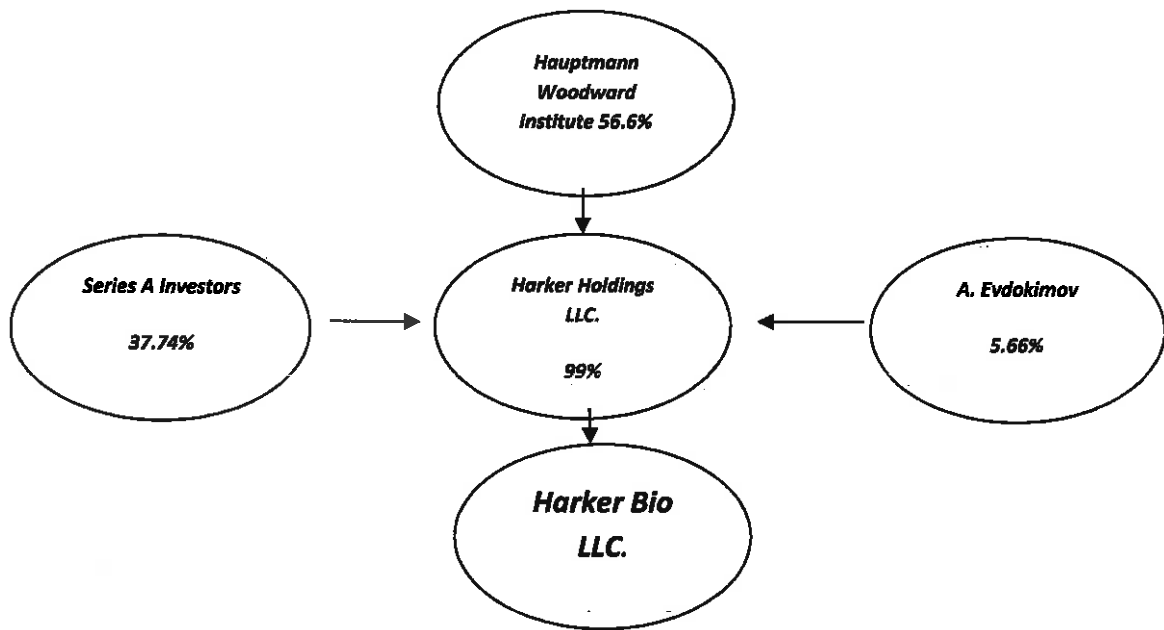 Hauptmann
Woodward
Institute 56.6%
Series A Investors
37.74%
Harker Holdings
LLC.
99%
A. Evdokimov
5.66%
Harker Bio
LLC.